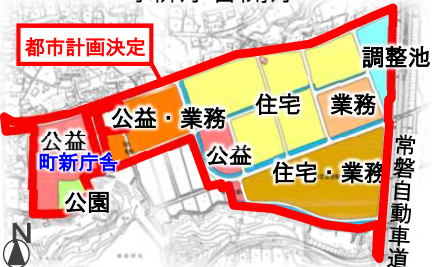 都市計画決定
調整池
住宅
業務
公益・業務
公益
公益
町新庁舎
住宅・業務
公園
常磐自動車道
N